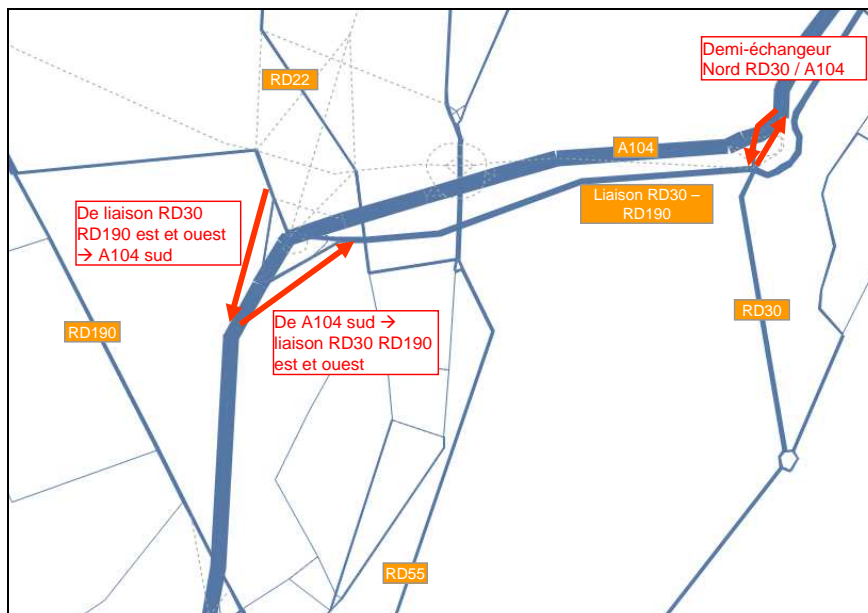 Demi-échangeur
Nord RD30 / A104
RD22
A104
De liaison RD30
RD190 est et ouest
→ A104 sud
Liaison RD30 –
RD190
RD190
De A104 sud →
liaison RD30 RD190
est et ouest
RD30
RD55